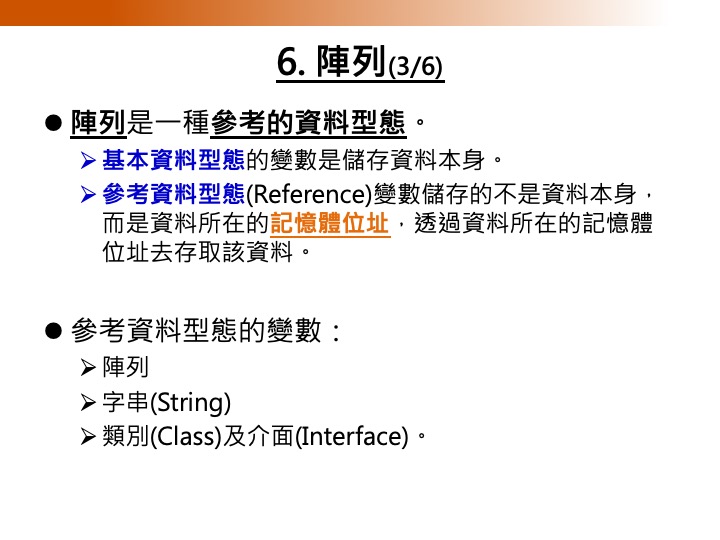 6. 陣列(3/6)
● 陣列是一種參考的資料型態。
➢ 基本資料型態的變數是儲存資料本身。
➢ 參考資料型態(Reference)變數儲存的不是資料本身，
而是資料所在的記憶體位址，透過資料所在的記憶體
位址去存取該資料。
● 參考資料型態的變數：
➢ 陣列
➢ 字串(String)
➢ 類別(Class)及介面(Interface)。